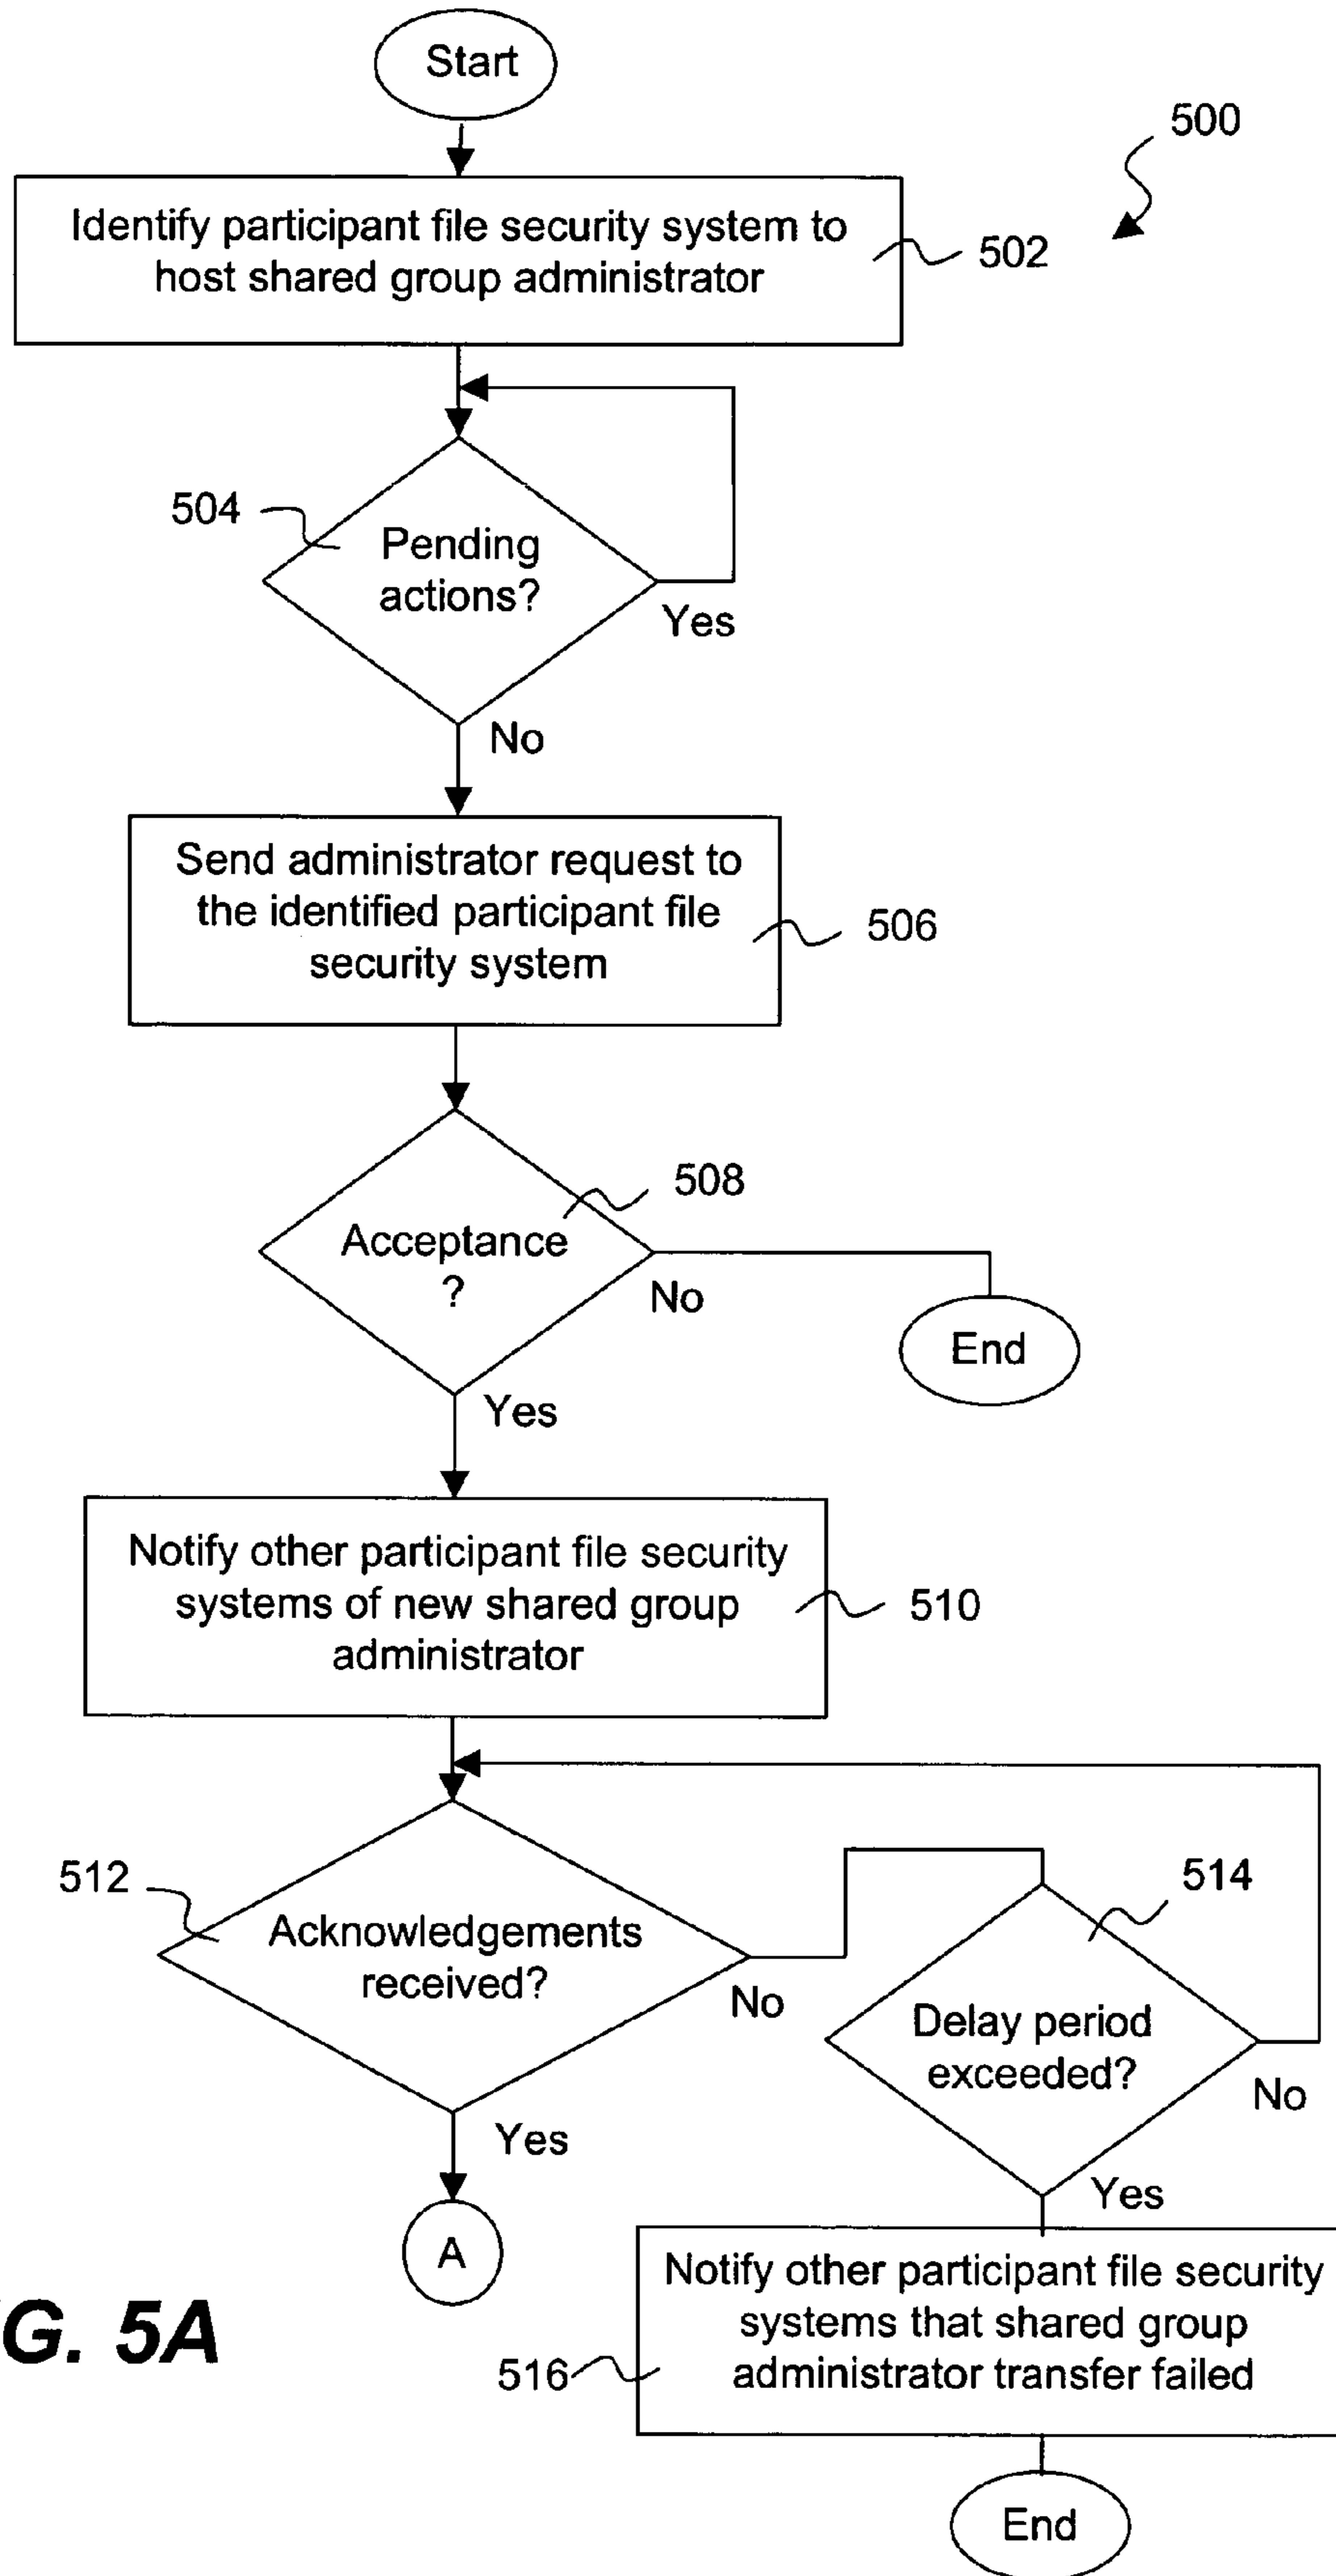 Start
500
Identify participant file security system to
host shared group administrator
502
504
Pending
actions?
Yes
No
Send administrator request to
the identified participant file
security system
506
508
Acceptance
?
No
End
Yes
Notify other participant file security
systems of new shared group
administrator
510
512
Acknowledgements
received?
No
514
Delay period
exceeded?
No
Yes
Yes
A
Notify other participant file security
systems that shared group
administrator transfer failed
516
G. 5A
End